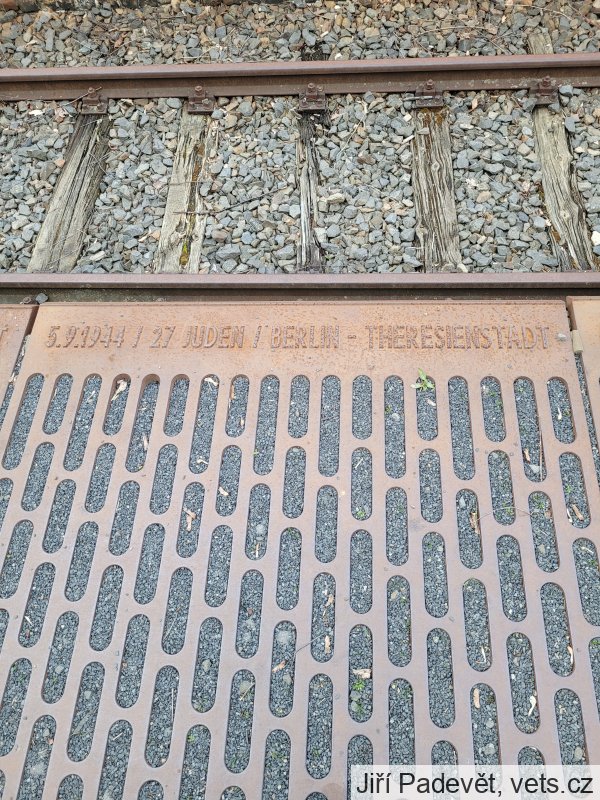 5.9.1944 / 27 JUDEN / BERLIN - THERESIENSTADT
Jiří Padevět, vets.cz